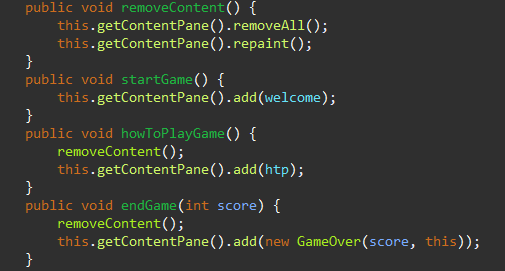 public void removeContent() {
    this.getContentPane().removeAll();
    this.getContentPane().repaint();
}
public void startGame() {
    this.getContentPane().add(welcome);
}
public void howToPlayGame() {
    removeContent();
    this.getContentPane().add(htp);
}
public void endGame(int score) {
    removeContent();
    this.getContentPane().add(new GameOver(score, this));
}